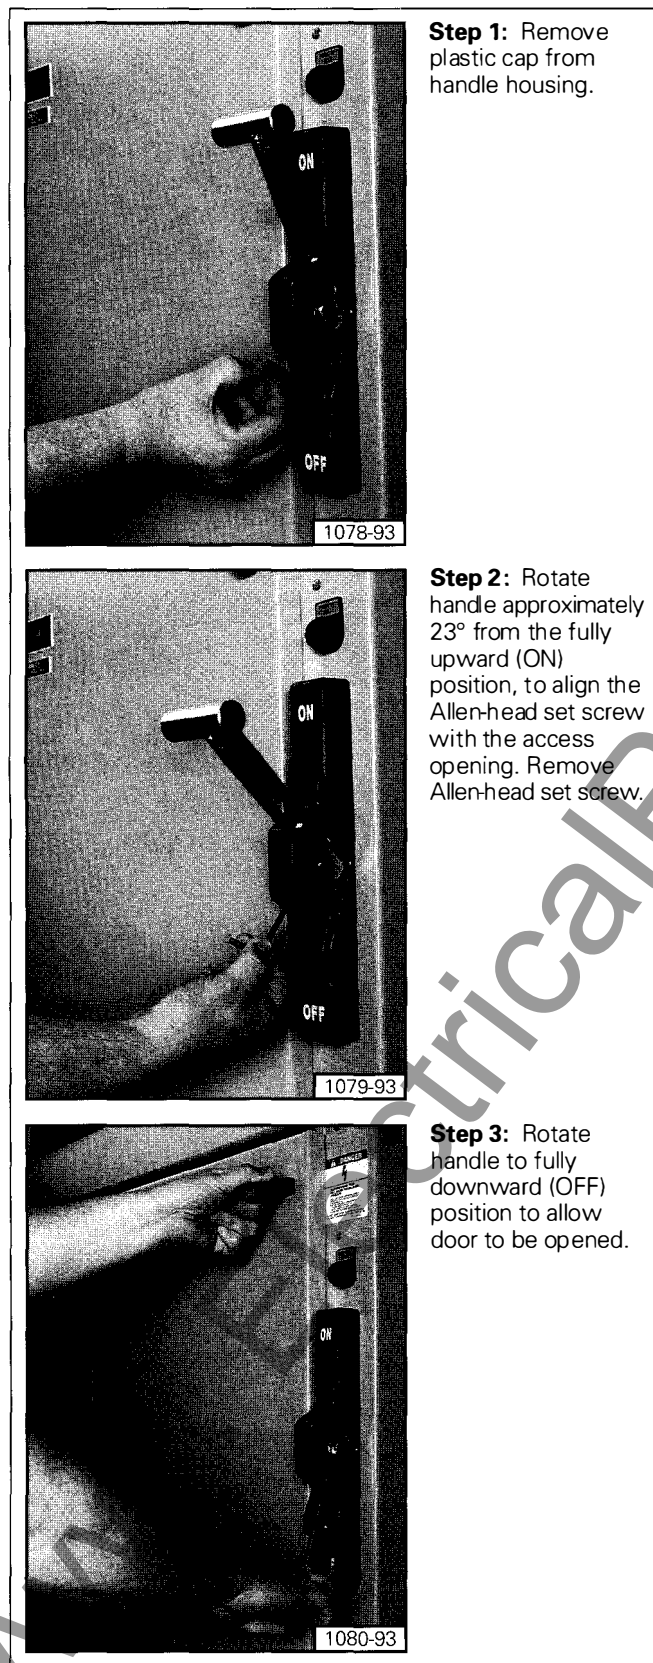 Step 1: Remove
plastic cap from
handle housing.
ON
OFF
1078-93
Step 2: Rotate
handle approximately
23° from the fully
upward (ON)
position, to align the
Allen-head set screw
with the access
opening. Remove
Allen-head set screw.
ON
OFF
1079-93
Step 3: Rotate
handle to fully
downward (OFF)
position to allow
door to be opened.
DANGER
ON
1080-93